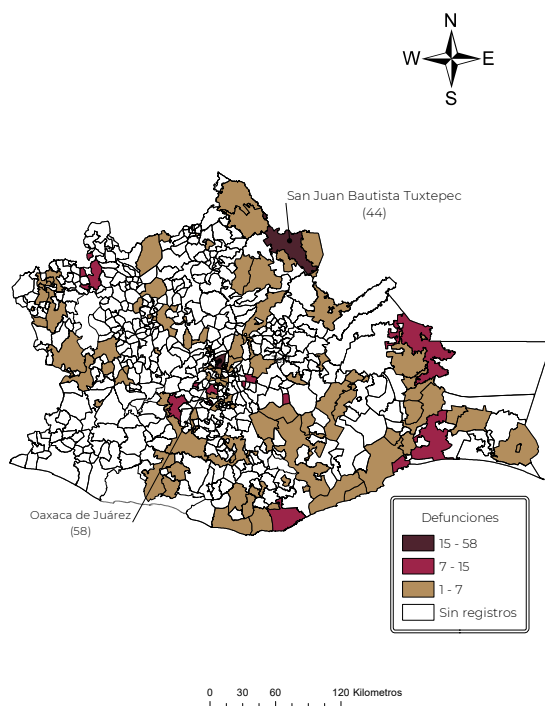 N
W E
S
San Juan Bautista Tuxtepec
(44)
Oaxaca de Juárez
(58)
Defunciones
15 - 58
7 - 15
1 - 7
Sin registros
0 30 60 120 Kilometros